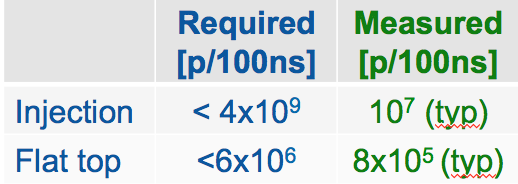 Required Measured
[p/100ns] [p/100ns]
Injection < 4x10⁹ 10⁷ (typ)
Flat top <6x10⁶ 8x10⁵ (typ)